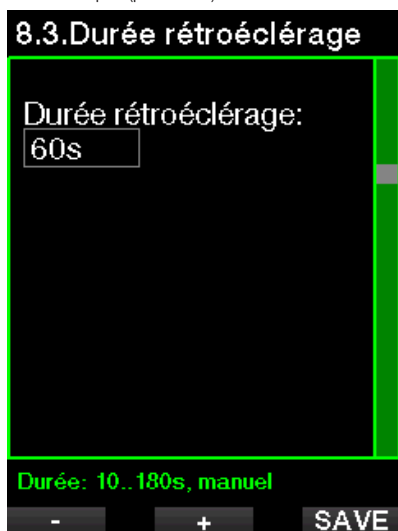 8.3.Durée rétroéclérage
Durée rétroéclérage:
60s
Durée: 10..180s, manuel
- + SAVE